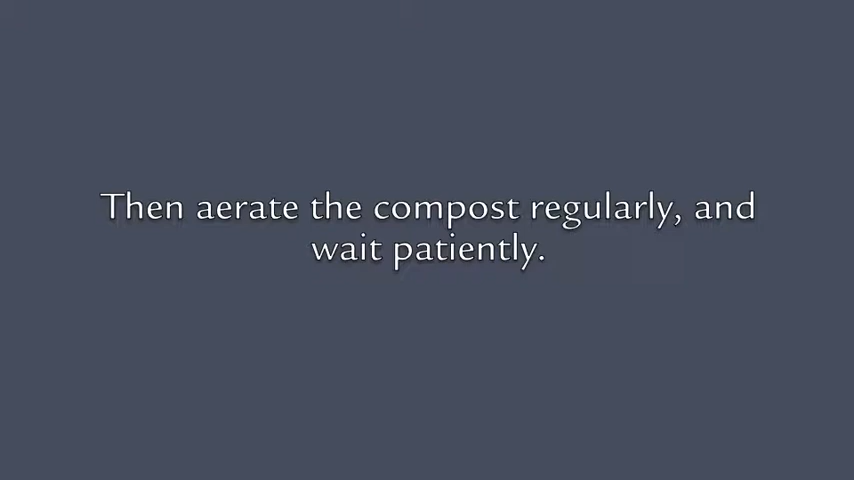 Then aerate the compost regularly, and
wait patiently.